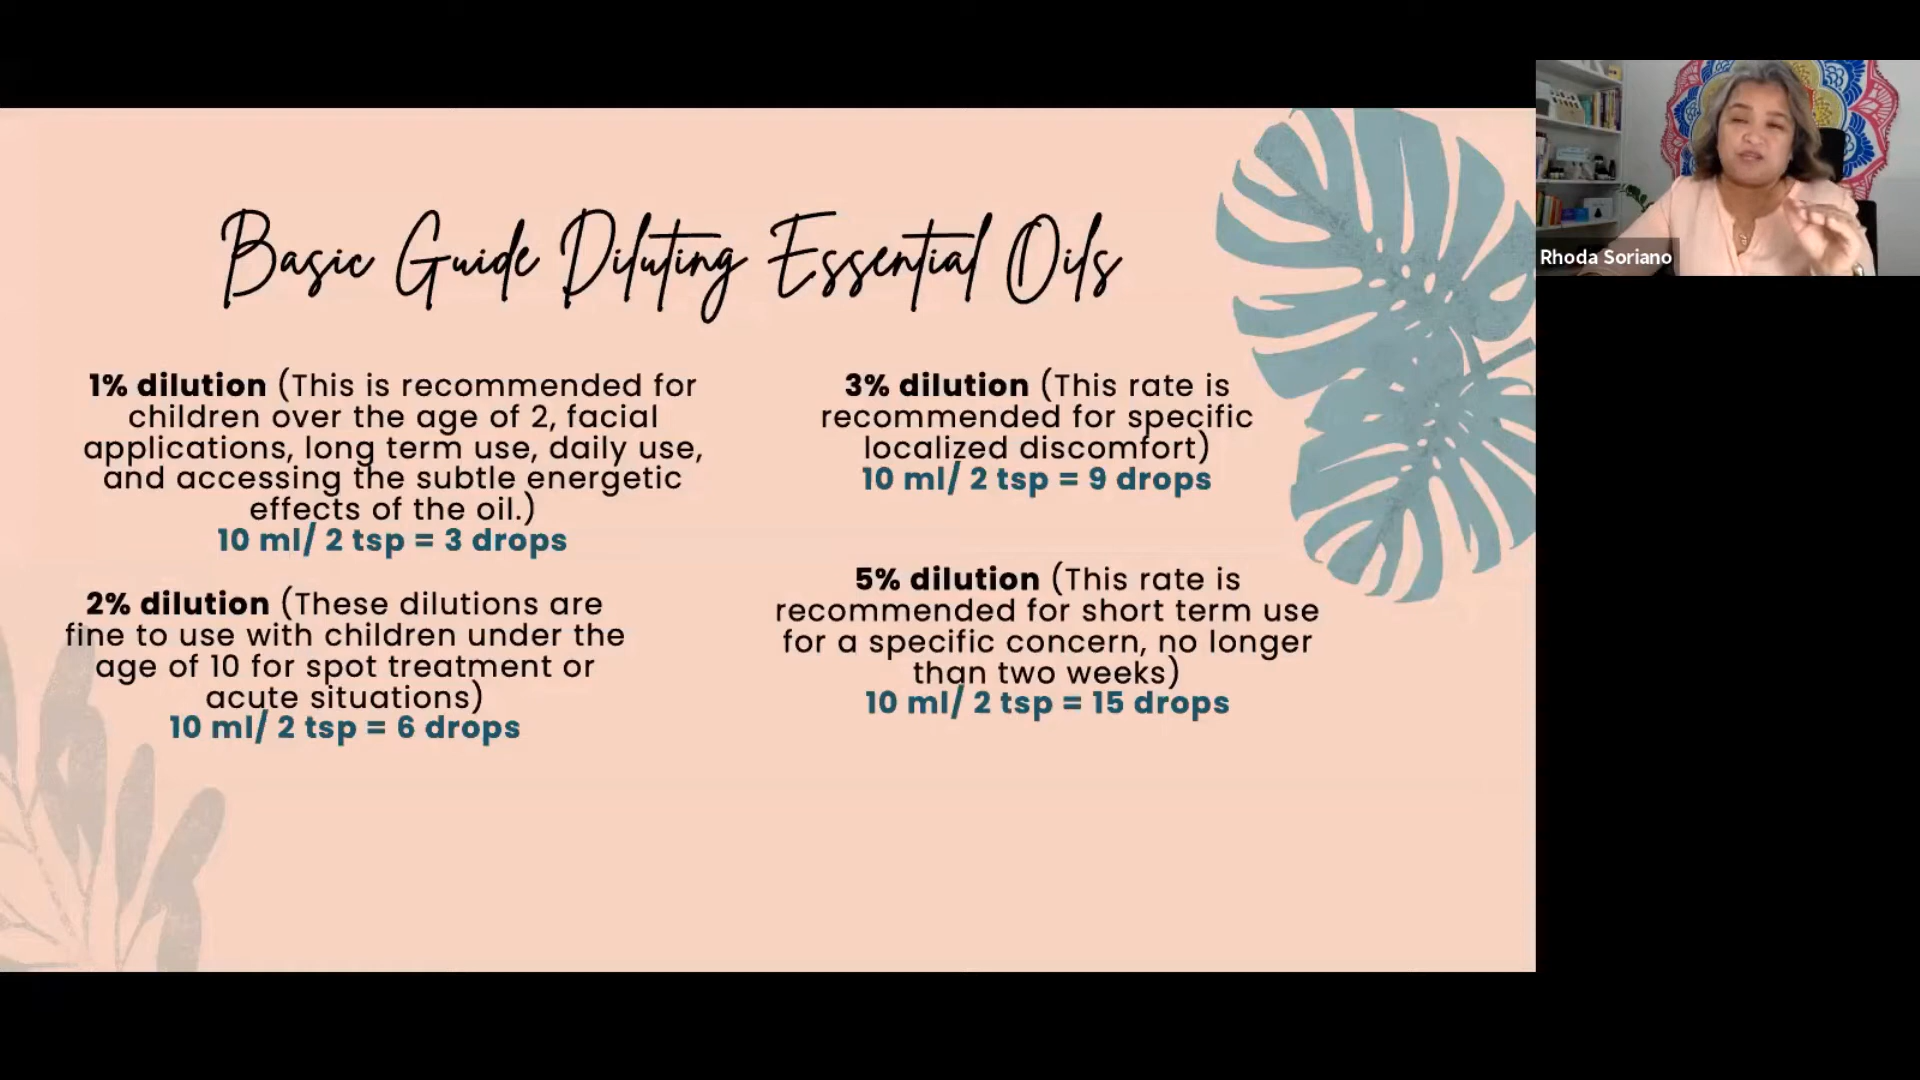 Basic Guide Diluting Essential Oils
1% dilution (This is recommended for
children over the age of 2, facial
applications, long term use, daily use,
and accessing the subtle energetic
effects of the oil.)
10 ml/ 2 tsp = 3 drops
2% dilution (These dilutions are
fine to use with children under the
age of 10 for spot treatment or
acute situations)
10 ml/ 2 tsp = 6 drops
3% dilution (This rate is
recommended for specific
localized discomfort)
10 ml/ 2 tsp = 9 drops
5% dilution (This rate is
recommended for short term use
for a specific concern, no longer
than two weeks)
10 ml/ 2 tsp = 15 drops
Rhoda Soriano